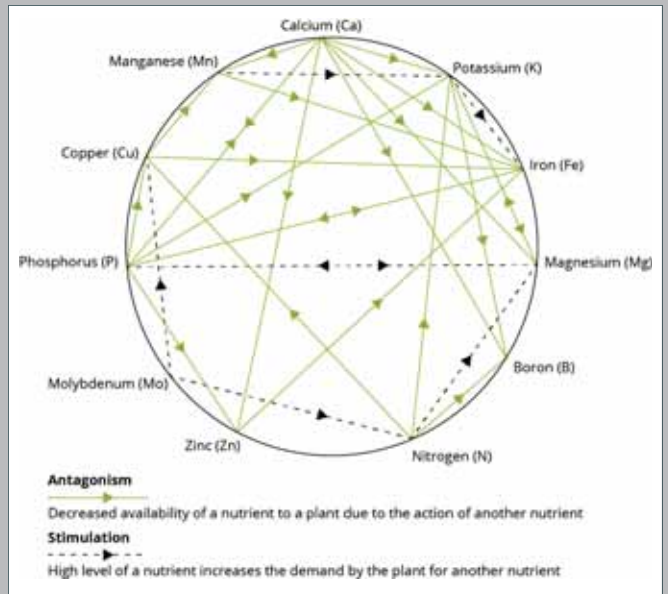 Calcium (Ca)
Manganese (Mn)
Potassium (K)
Copper (Cu)
Iron (Fe)
Phosphorus (P)
Magnesium (Mg)
Boron (B)
Molybdenum (Mo)
Zinc (Zn)
Nitrogen (N)
Antagonism
Decreased availability of a nutrient to a plant due to the action of another nutrient
Stimulation
High level of a nutrient increases the demand by the plant for another nutrient